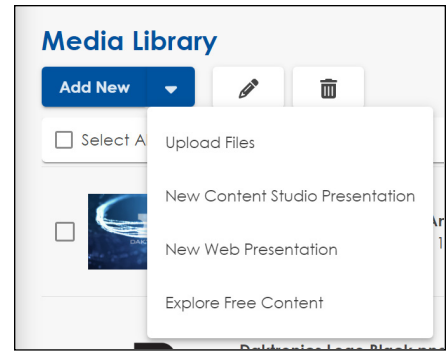 Media Library
Add New
Select A
Upload Files
New Content Studio Presentation
New Web Presentation
Explore Free Content